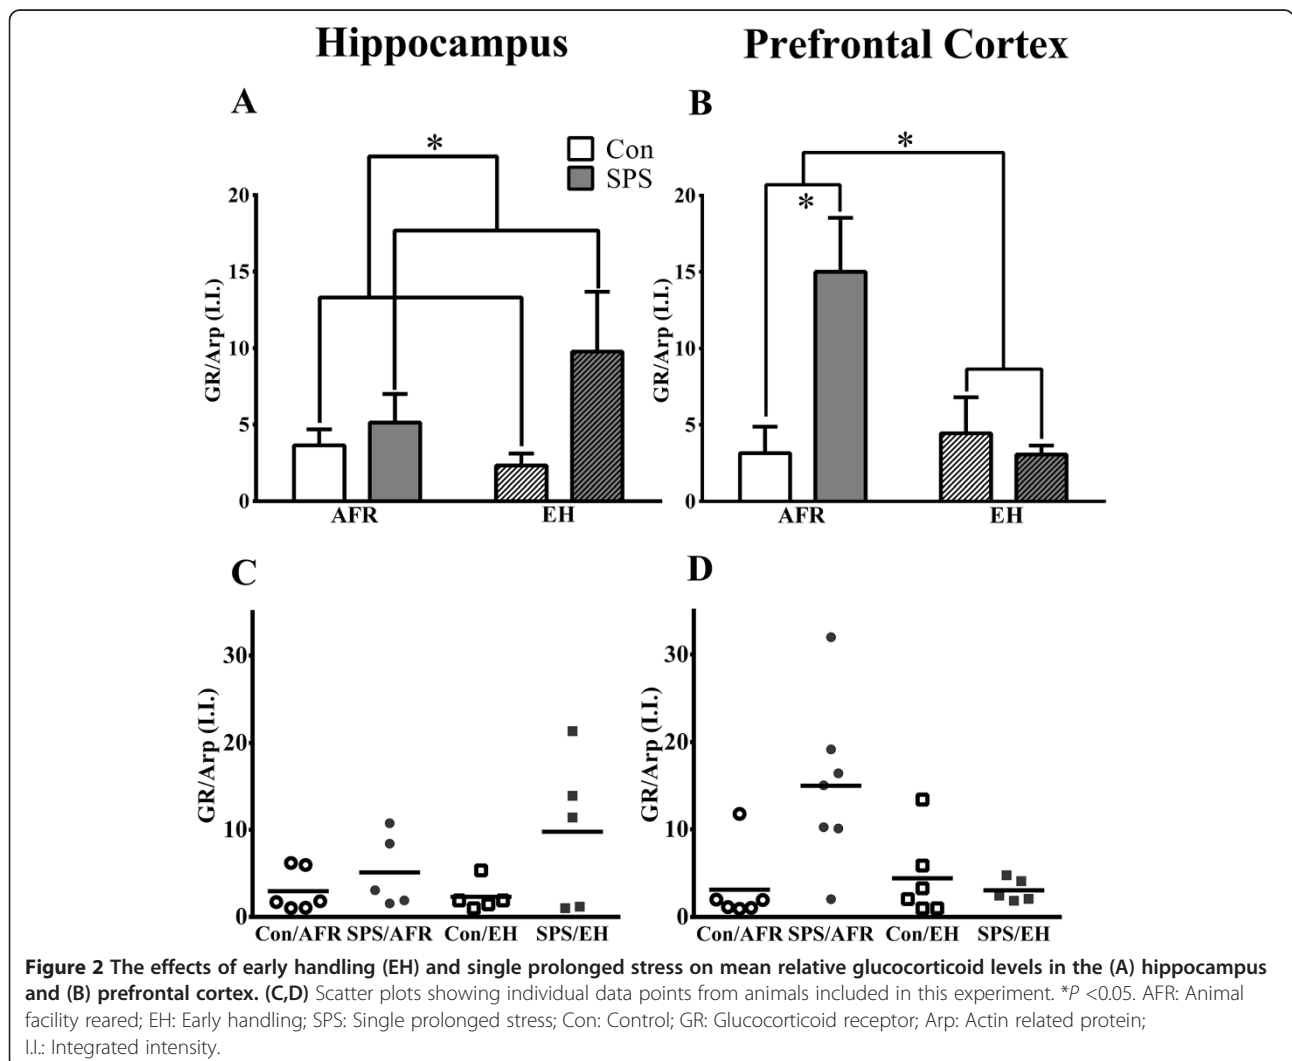 Hippocampus
Prefrontal Cortex
A
B
*
*
*
Con
SPS
GR/Arp (I.I.)
20
15
10
5
0
AFR
EH
GR/Arp (I.I.)
20
15
10
5
0
AFR
EH
C
D
GR/Arp (I.I.)
30
20
10
0
Con/AFR SPS/AFR Con/EH SPS/EH
GR/Arp (I.I.)
30
20
10
0
Con/AFR SPS/AFR Con/EH SPS/EH
Figure 2 The effects of early handling (EH) and single prolonged stress on mean relative glucocorticoid levels in the (A) hippocampus
and (B) prefrontal cortex. (C,D) Scatter plots showing individual data points from animals included in this experiment. *P <0.05. AFR: Animal
facility reared; EH: Early handling; SPS: Single prolonged stress; Con: Control; GR: Glucocorticoid receptor; Arp: Actin related protein;
I.I.: Integrated intensity.